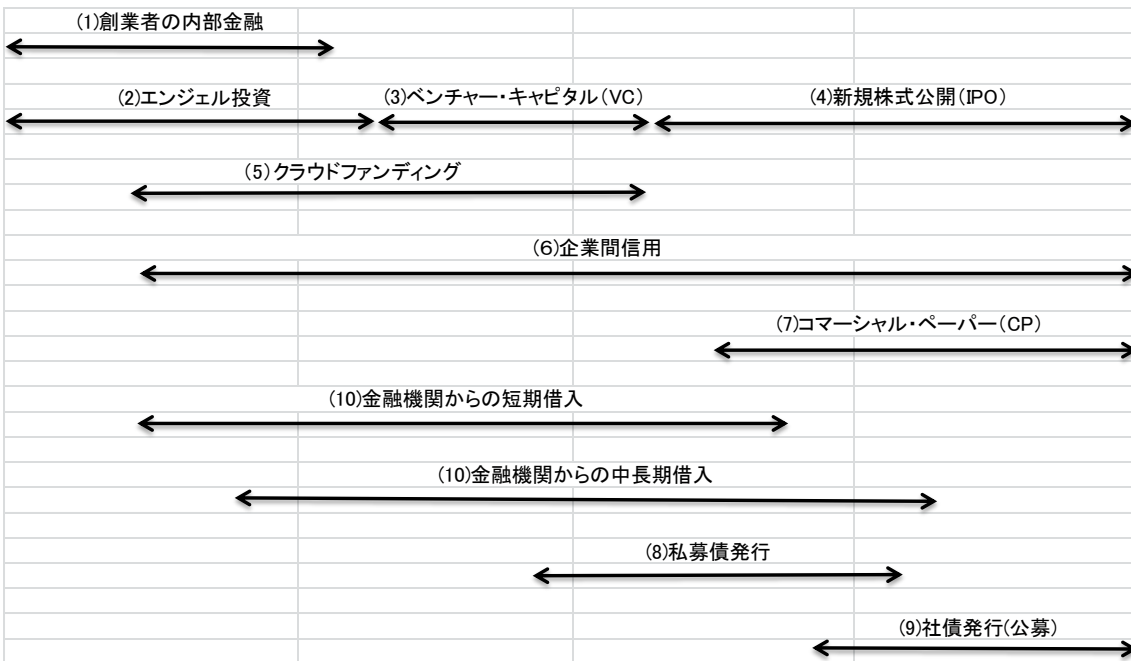 (1)創業者の内部金融
(2)エンジェル投資
(3)ベンチャー・キャピタル(VC)
(4)新規株式公開(IPO)
(5)クラウドファンディング
(6)企業間信用
(7)コマーシャル・ペーパー(CP)
(10)金融機関からの短期借入
(10)金融機関からの中長期借入
(8)私募債発行
(9)社債発行(公募)